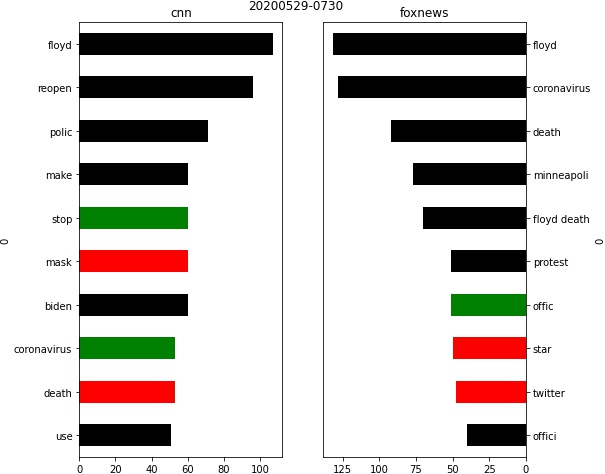 20200529-0730
cnn
floyd
reopen
polic
make
stop
mask
biden
coronavirus
death
use
0
0 20 40 60 80 100
foxnews
floyd
coronavirus
death
minneapoli
floyd death
protest
offic
star
twitter
offici
0
125 100 75 50 25 0